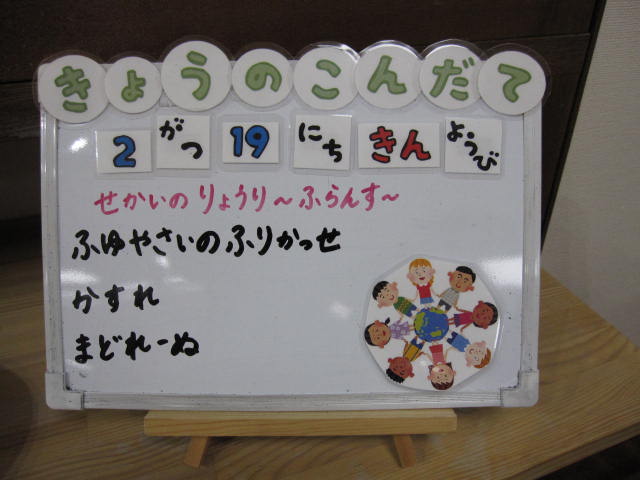 きょうのこんだて
2がつ19にちきんようび
せかいのりょうり～ふらんす～
ふゆやさいのふりかっせ
かすれ
まどれーぬ